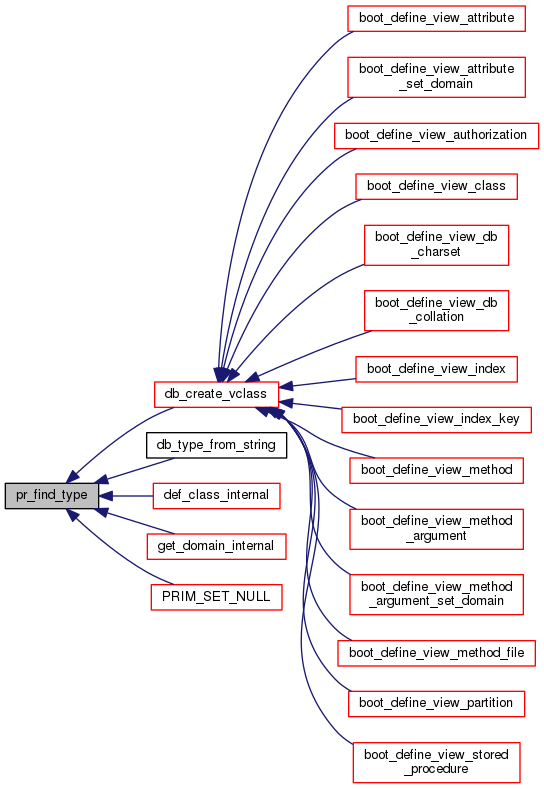 boot_define_view_attribute
boot_define_view_attribute
_set_domain
boot_define_view_authorization
boot_define_view_class
boot_define_view_db
_charset
boot_define_view_db
_collation
boot_define_view_index
db_create_vclass
boot_define_view_index_key
db_type_from_string
boot_define_view_method
pr_find_type
def_class_internal
boot_define_view_method
_argument
get_domain_internal
boot_define_view_method
_argument_set_domain
PRIM_SET_NULL
boot_define_view_method_file
boot_define_view_partition
boot_define_view_stored
_procedure